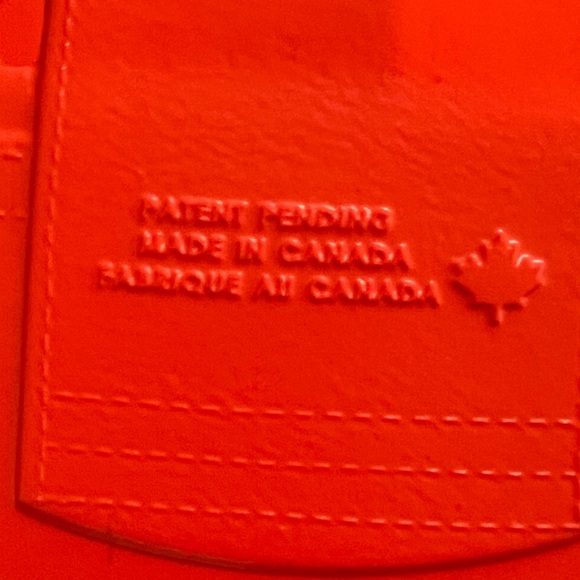 PATENT PENDING
MADE IN CANADA
FABRIQUE AU CANADA